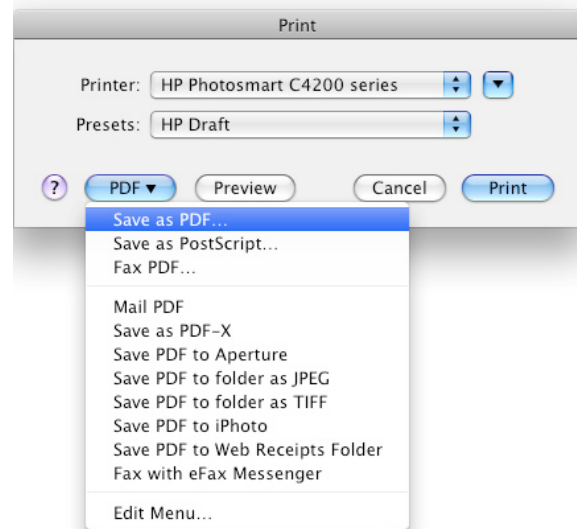 Print
Printer: HP Photosmart C4200 series
Presets: HP Draft
? PDF▼ Preview Cancel Print
Save as PDF...
Save as PostScript...
Fax PDF...
Mail PDF
Save as PDF-X
Save PDF to Aperture
Save PDF to folder as JPEG
Save PDF to folder as TIFF
Save PDF to iPhoto
Save PDF to Web Receipts Folder
Fax with eFax Messenger
Edit Menu...